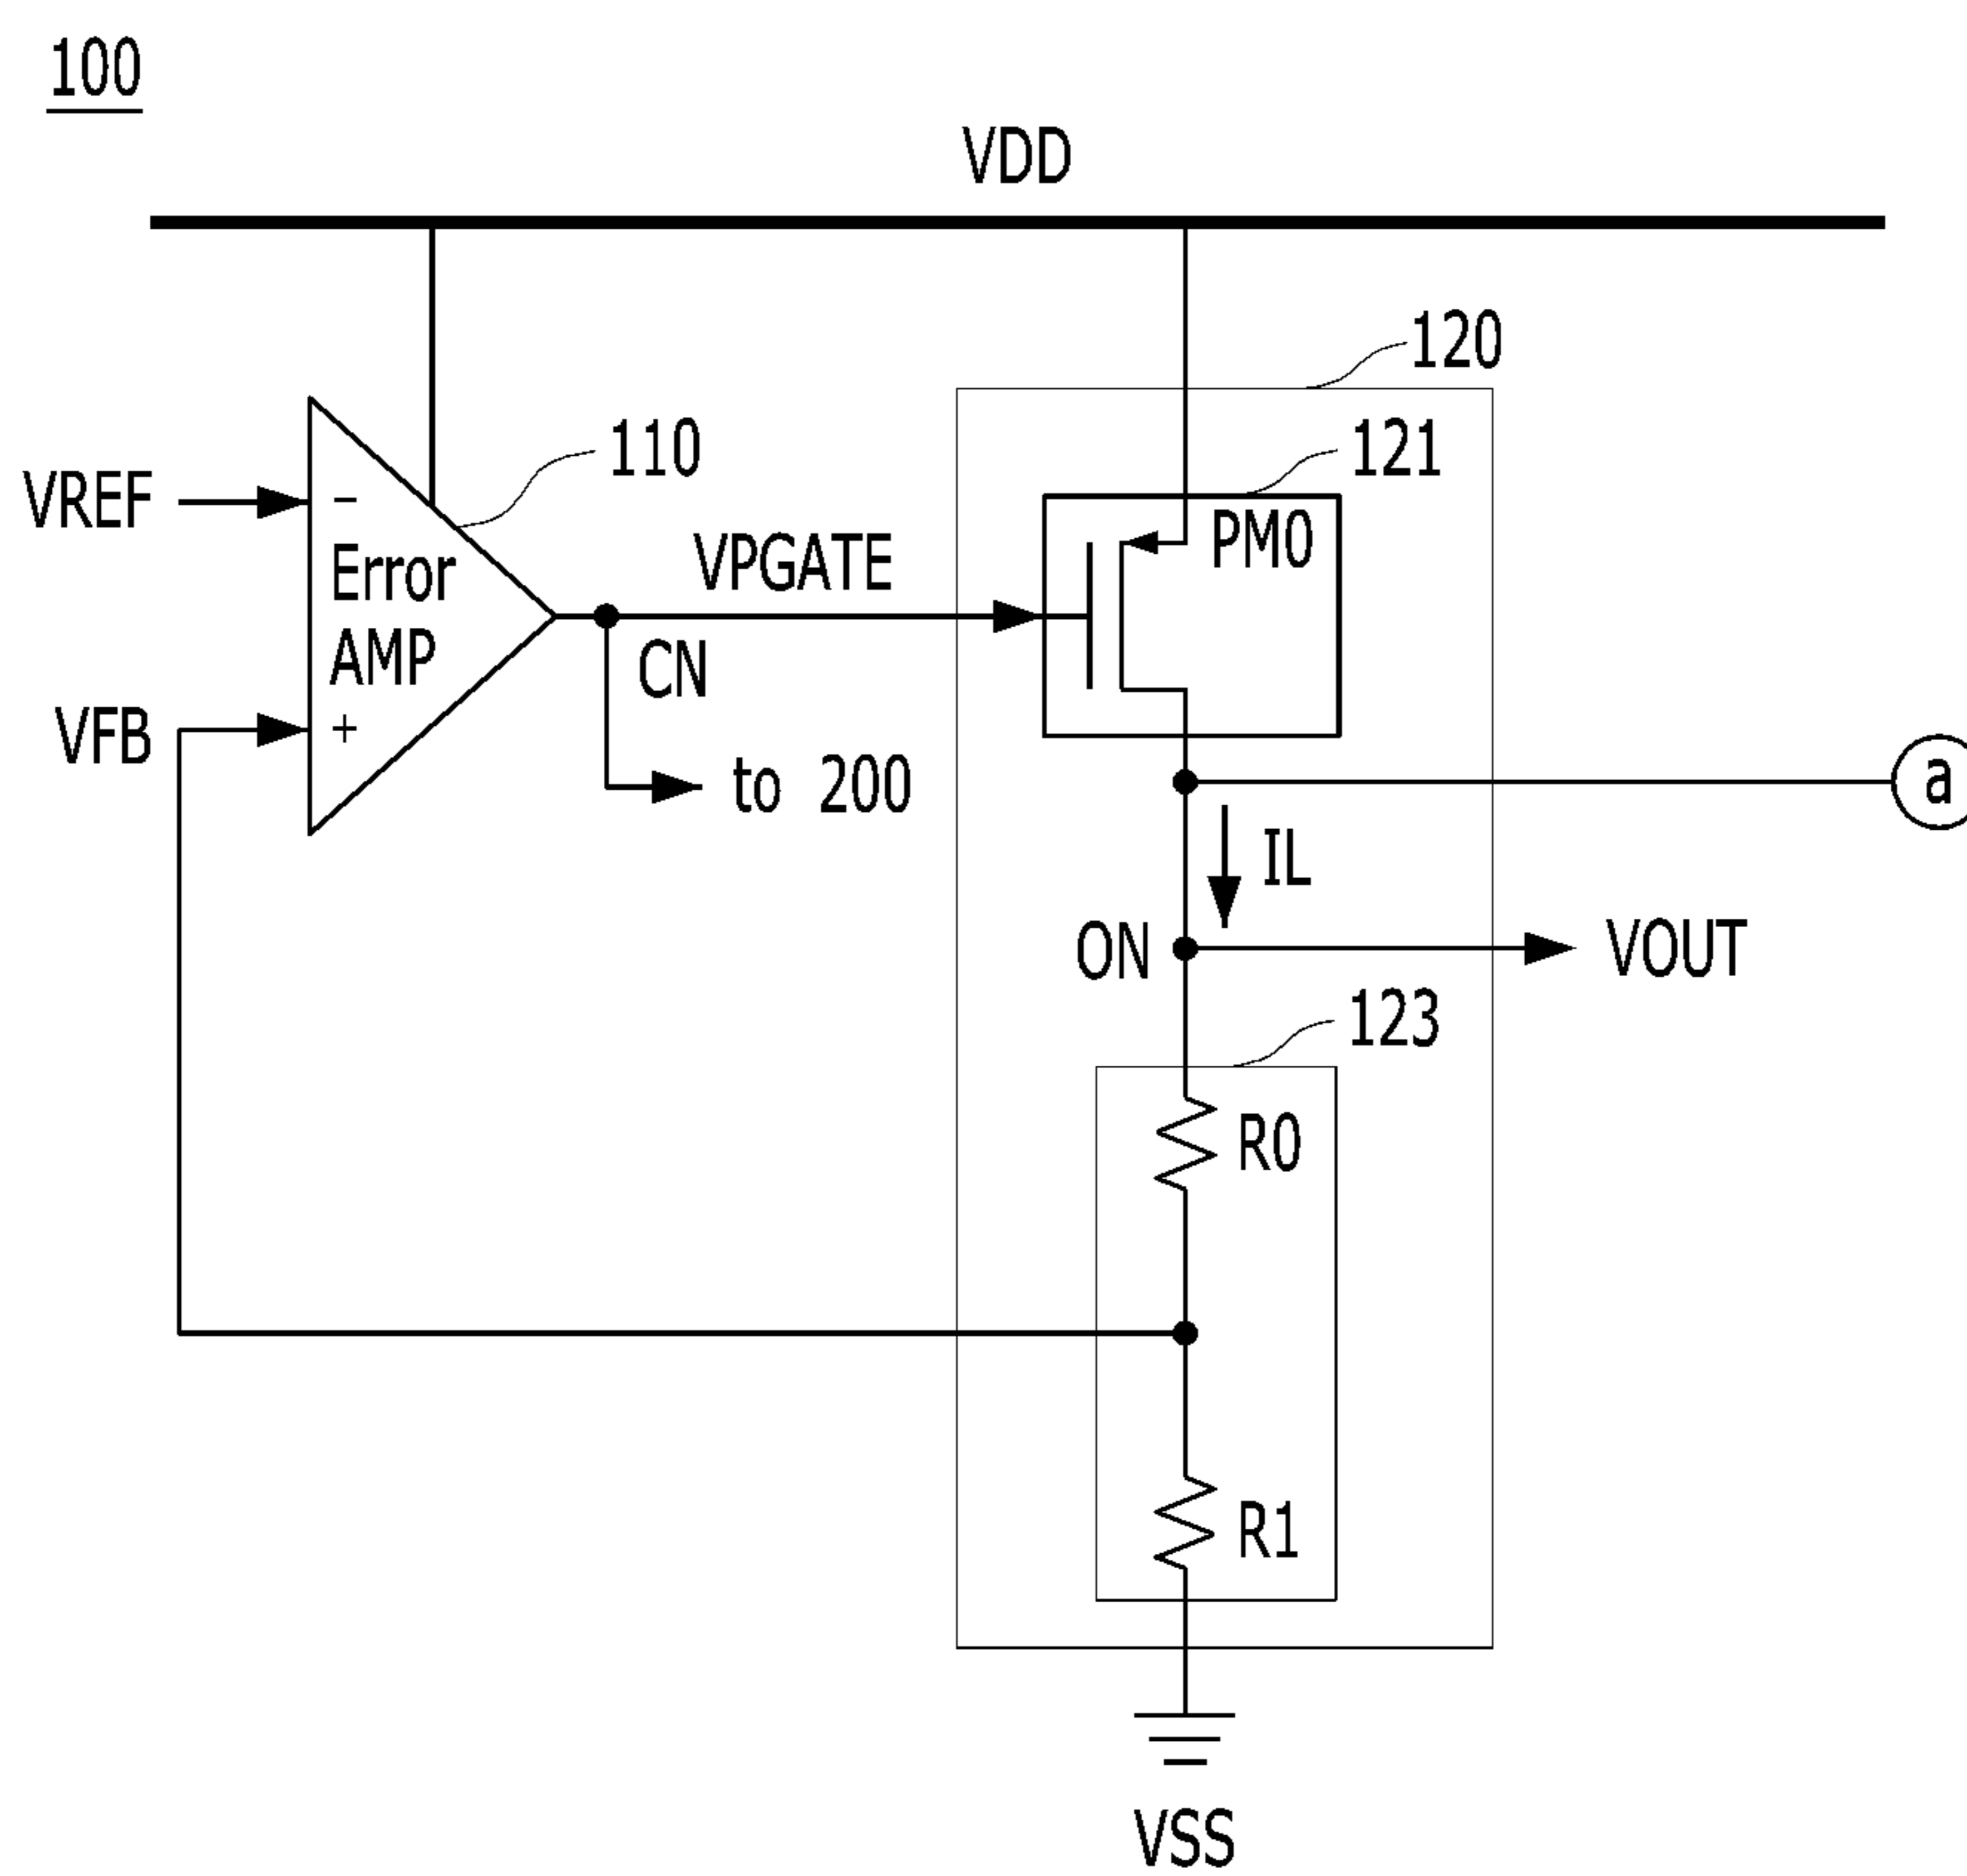 100
VDD
120
110
121
VREF
−
PM0
Error
AMP
VPGATE
CN
VFB
+
to 200
a
IL
ON
VOUT
123
R0
R1
VSS